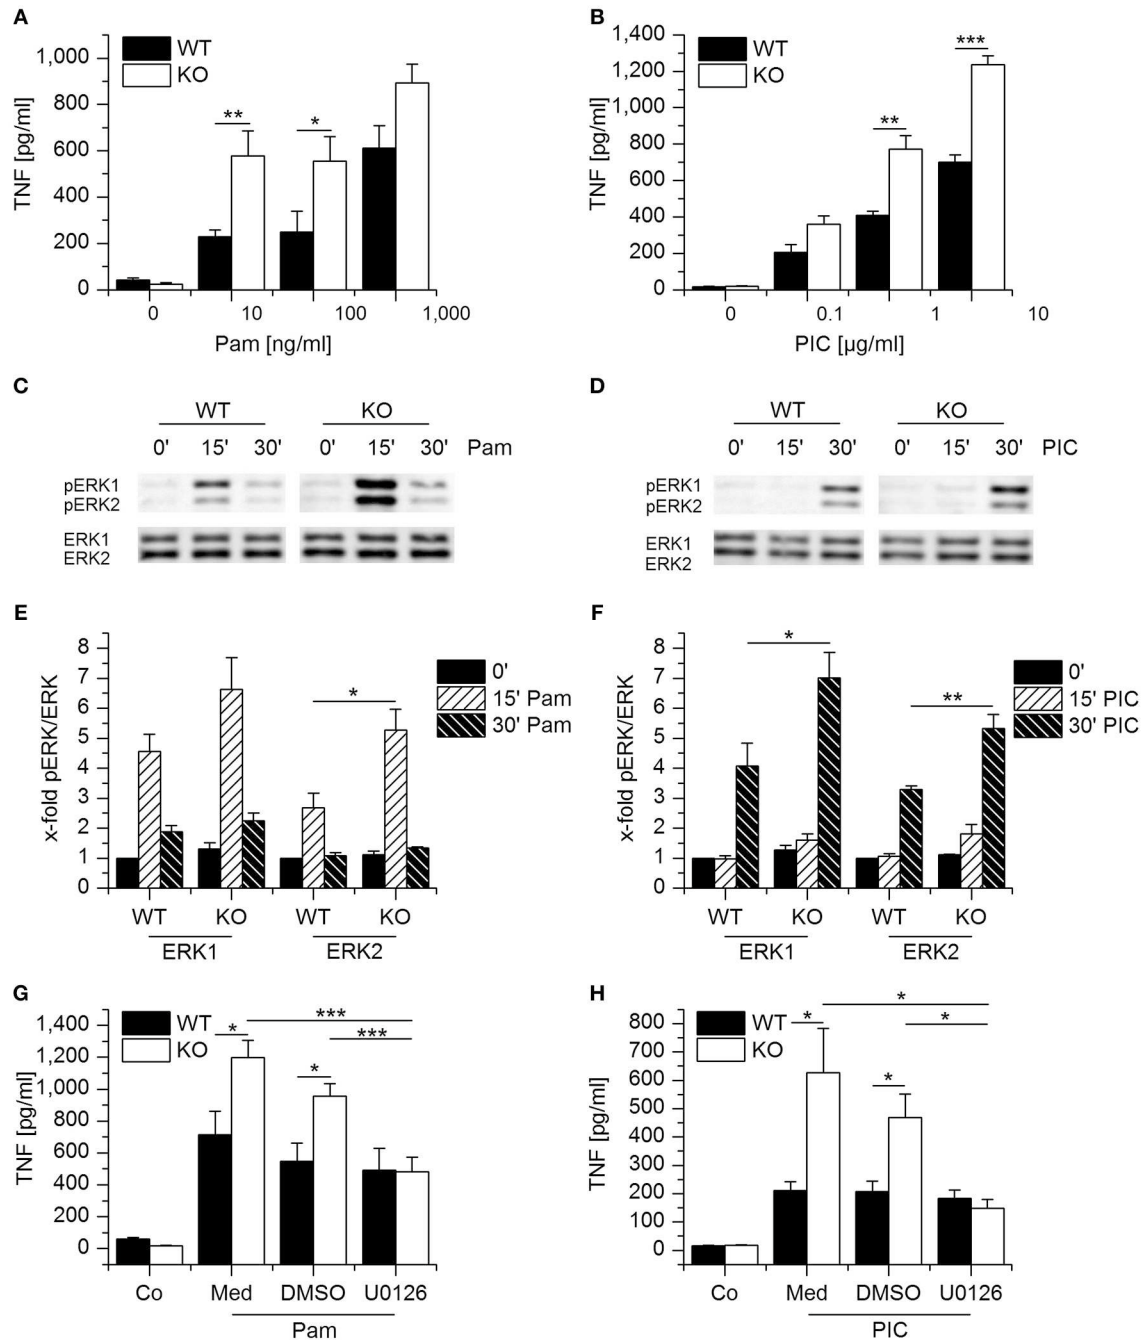 A
WT
KO
1,000
800
600
400
200
0
TNF [pg/ml]
**
*
0 10 100 1,000
Pam [ng/ml]
B
WT
KO
1,400
1,200
1,000
800
600
400
200
0
TNF [pg/ml]
**
***
0 0.1 1 10
PIC [µg/ml]
C
WT KO
0' 15' 30' 0' 15' 30' Pam
pERK1
pERK2
ERK1
ERK2
D
WT KO
0' 15' 30' 0' 15' 30' PIC
pERK1
pERK2
ERK1
ERK2
E
8
7
6
5
4
3
2
1
0
x-fold pERK/ERK
*
0'
15' Pam
30' Pam
WT KO WT KO
ERK1 ERK2
F
8
7
6
5
4
3
2
1
0
x-fold pERK/ERK
*
**
0'
15' PIC
30' PIC
WT KO WT KO
ERK1 ERK2
G
WT
KO
1,400
1,200
1,000
800
600
400
200
0
TNF [pg/ml]
***
*
***
*
Co Med DMSO U0126
Pam
H
WT
KO
800
700
600
500
400
300
200
100
0
TNF [pg/ml]
*
*
*
*
Co Med DMSO U0126
PIC